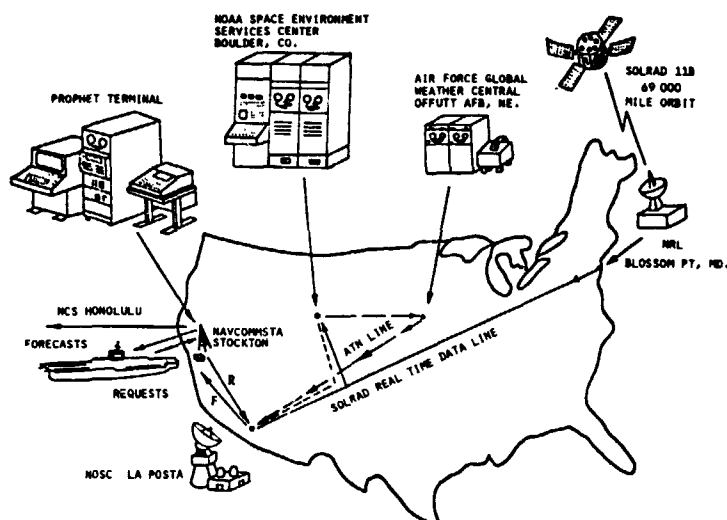 NOAA SPACE ENVIRONMENT
SERVICES CENTER
BOULDER, CO.
AIR FORCE GLOBAL
WEATHER CENTRAL
OFFUTT AFB, NE.
SOLRAD 11B
69 000
MILE ORBIT
PROPHET TERMINAL
NRL
BLOSSOM PT, MD.
NCS HONOLULU
NAVCOMMSTA
STOCKTON
FORECASTS
REQUESTS
R
F
ATN LINE
SOLRAD REAL TIME DATA LINE
NOSC LA POSTA